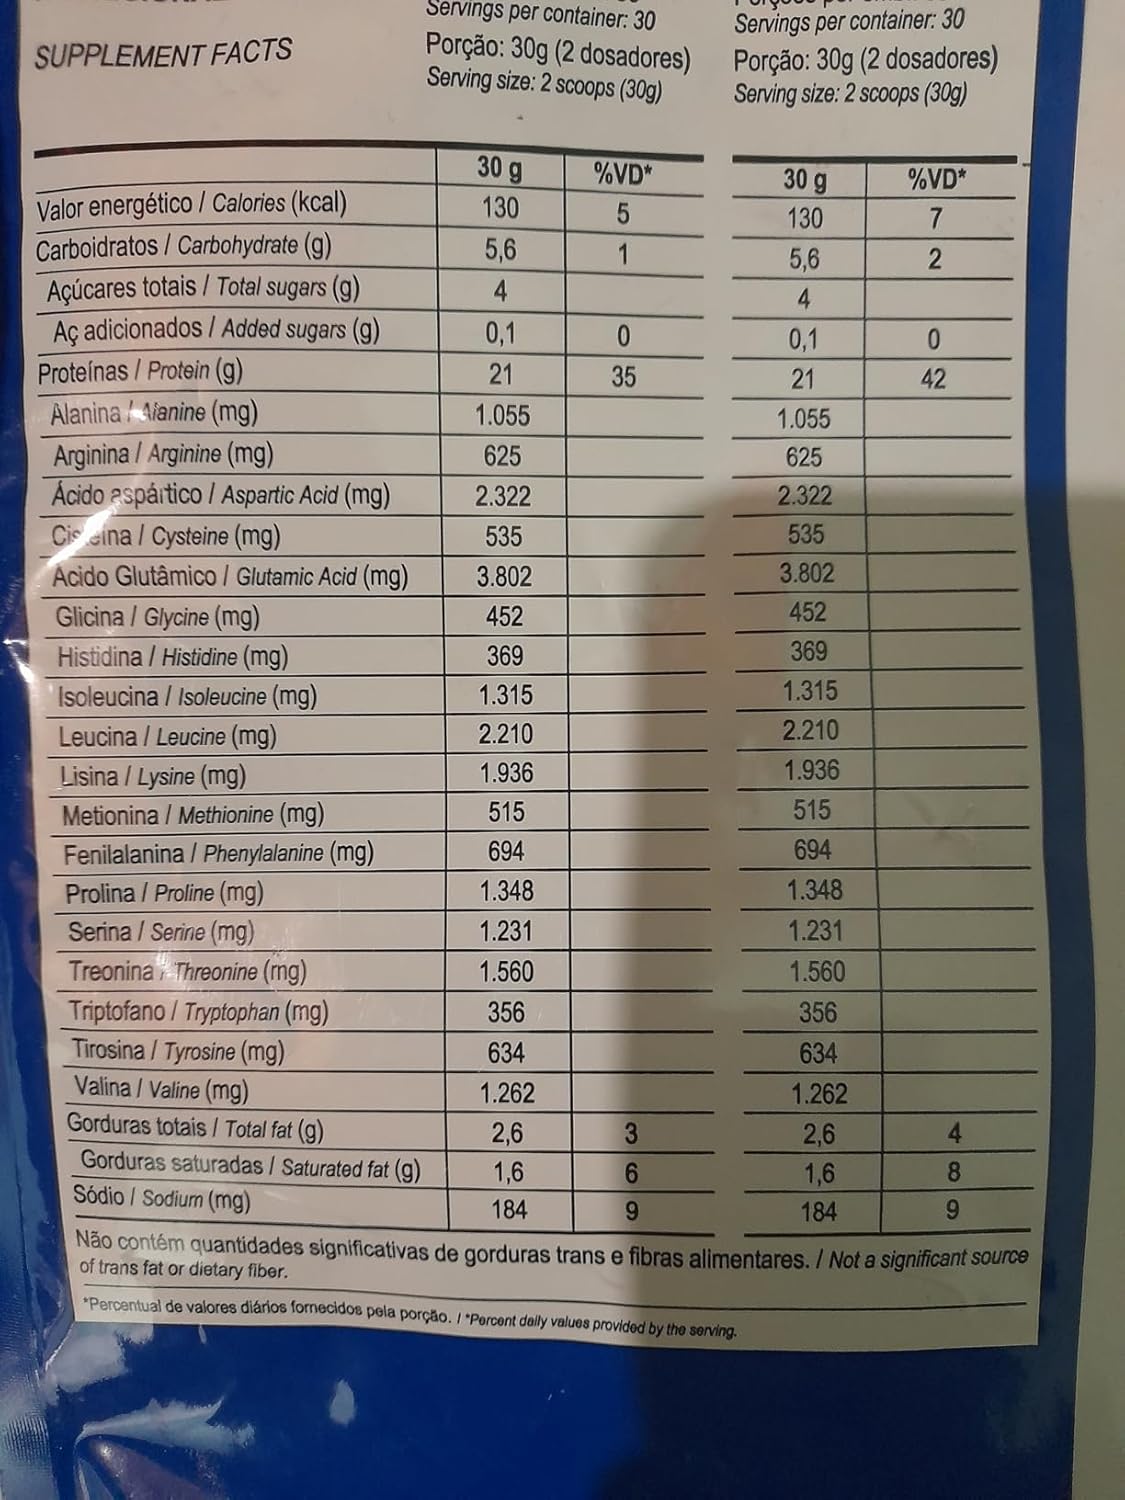 Servings per container: 30
Servings per container: 30
SUPPLEMENT FACTS
Porção: 30g (2 dosadores)
Porção: 30g (2 dosadores)
Serving size: 2 scoops (30g)
Serving size: 2 scoops (30g)
30 g %VD* 30 g %VD*
Valor energético / Calories (kcal) 130 5 130 7
Carboidratos / Carbohydrate (g) 5,6 1 5,6 2
Açúcares totais / Total sugars (g) 4 4
Aç adicionados / Added sugars (g) 0,1 0 0,1 0
Proteínas / Protein (g) 21 35 21 42
Alanina / Alanine (mg) 1.055 1.055
Arginina / Arginine (mg) 625 625
Ácido aspártico / Aspartic Acid (mg) 2.322 2.322
Cisteína / Cysteine (mg) 535 535
Ácido Glutâmico / Glutamic Acid (mg) 3.802 3.802
Glicina / Glycine (mg) 452 452
Histidina / Histidine (mg) 369 369
Isoleucina / Isoleucine (mg) 1.315 1.315
Leucina / Leucine (mg) 2.210 2.210
Lisina / Lysine (mg) 1.936 1.936
Metionina / Methionine (mg) 515 515
Fenilalanina / Phenylalanine (mg) 694 694
Prolina / Proline (mg) 1.348 1.348
Serina / Serine (mg) 1.231 1.231
Treonina / Threonine (mg) 1.560 1.560
Triptofano / Tryptophan (mg) 356 356
Tirosina / Tyrosine (mg) 634 634
Valina / Valine (mg) 1.262 1.262
Gorduras totais / Total fat (g) 2,6 3 2,6 4
Gorduras saturadas / Saturated fat (g) 1,6 6 1,6 8
Sódio / Sodium (mg) 184 9 184 9
Não contém quantidades significativas de gorduras trans e fibras alimentares. / Not a significant source
of trans fat or dietary fiber.
*Percentual de valores diários fornecidos pela porção. / *Percent daily values provided by the serving.